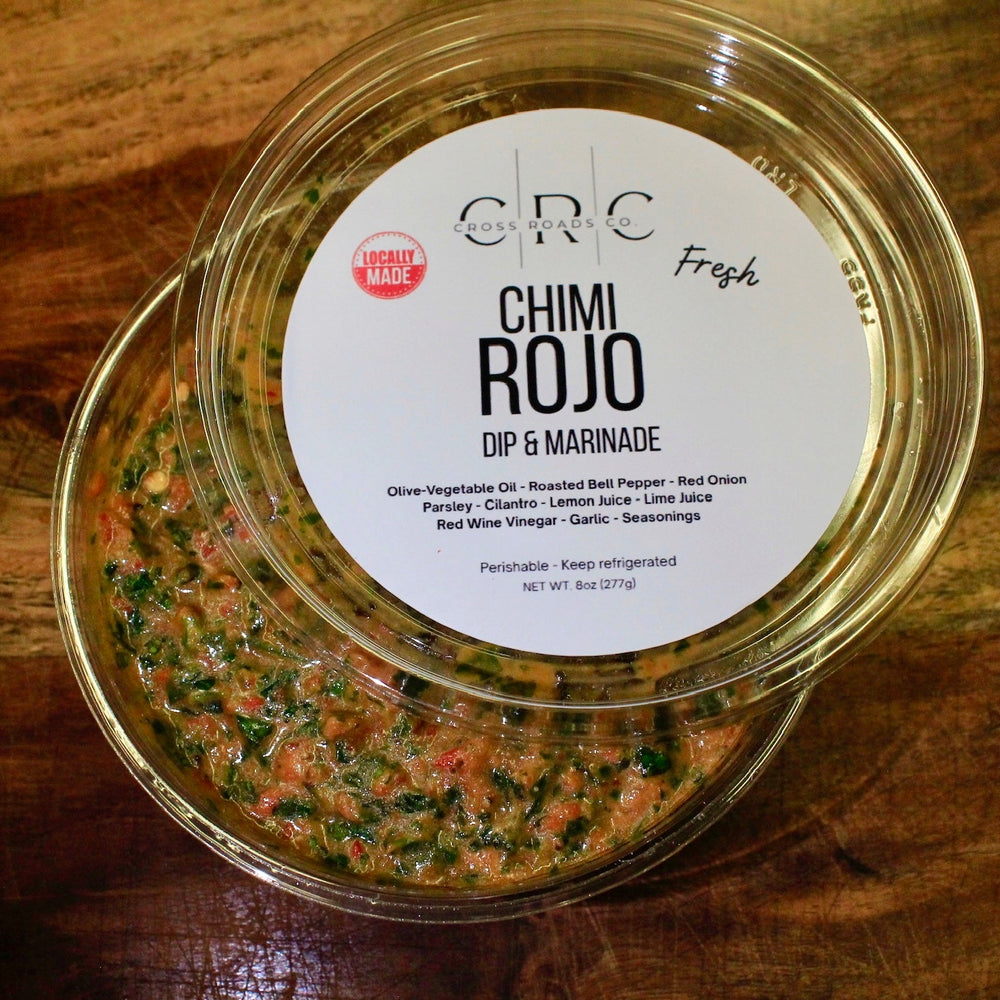 CRC
CROSS ROADS CO.
LOCALLY
MADE
Fresh
CHIMI
ROJO
DIP & MARINADE
Olive-Vegetable Oil - Roasted Bell Pepper - Red Onion
Parsley - Cilantro - Lemon Juice - Lime Juice
Red Wine Vinegar - Garlic - Seasonings
Perishable - Keep refrigerated
NET WT. 8oz (277g)